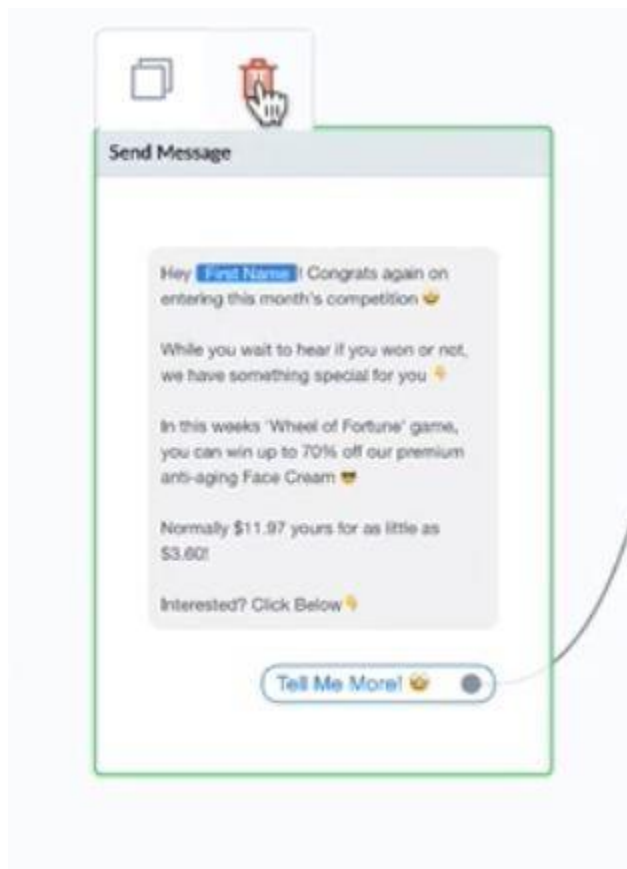 Send Message
Hey First Name ! Congrats again on
entering this month's competition 🤩
While you wait to hear if you won or not,
we have something special for you 👇
In this weeks 'Wheel of Fortune' game,
you can win up to 70% off our premium
anti-aging Face Cream 😎
Normally $11.97 yours for as little as
$3.60!
Interested? Click Below👇
Tell Me More! 🤩